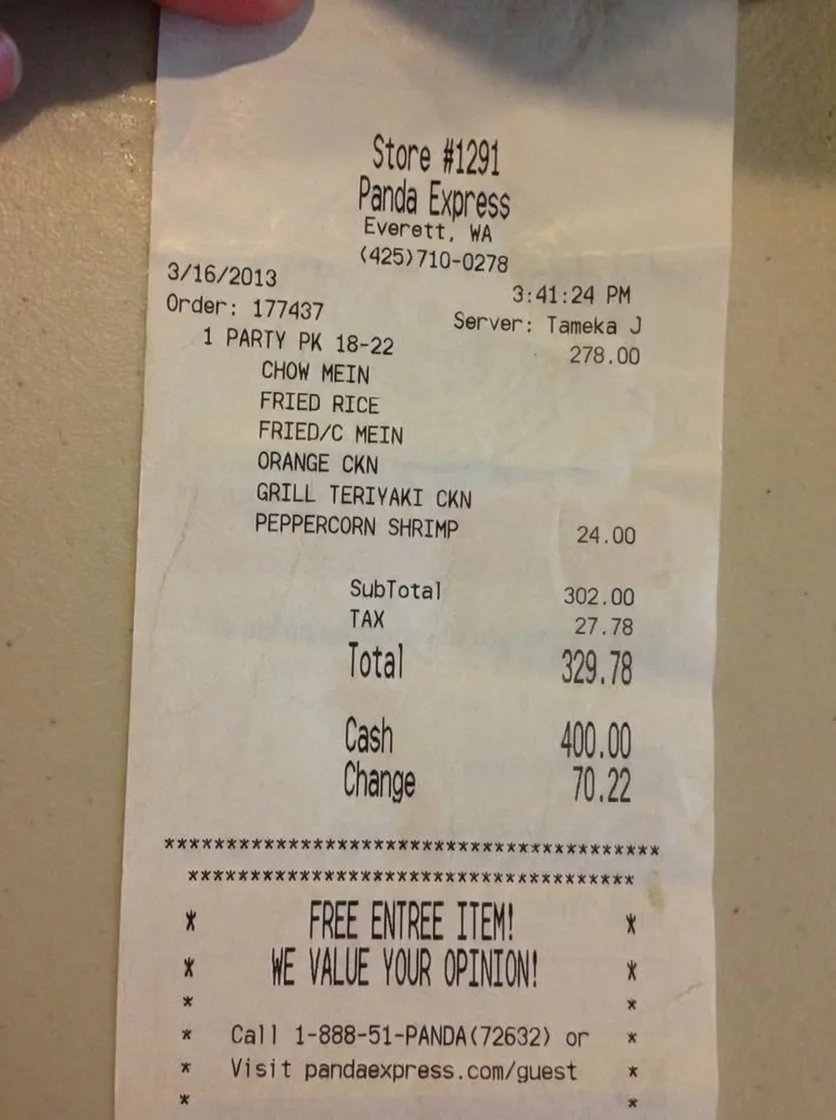 Store #1291
Panda Express
Everett, WA
(425)710-0278
3/16/2013 3:41:24 PM
Order: 177437 Server: Tameka J
1 PARTY PK 18-22 278.00
CHOW MEIN
FRIED RICE
FRIED/C MEIN
ORANGE CKN
GRILL TERIYAKI CKN
PEPPERCORN SHRIMP 24.00
SubTotal 302.00
TAX 27.78
Total 329.78
Cash 400.00
Change 70.22
****************************************
************************************
* FREE ENTREE ITEM! *
* WE VALUE YOUR OPINION! *
* *
* Call 1-888-51-PANDA(72632) or *
* Visit pandaexpress.com/guest *
* *